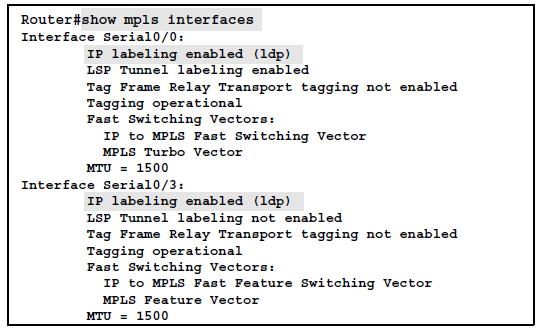 Router#show mpls interfaces
Interface Serial0/0:
IP labeling enabled (ldp)
LSP Tunnel labeling enabled
Tag Frame Relay Transport tagging not enabled
Tagging operational
Fast Switching Vectors:
IP to MPLS Fast Switching Vector
MPLS Turbo Vector
MTU = 1500
Interface Serial0/3:
IP labeling enabled (ldp)
LSP Tunnel labeling not enabled
Tag Frame Relay Transport tagging not enabled
Tagging operational
Fast Switching Vectors:
IP to MPLS Fast Feature Switching Vector
MPLS Feature Vector
MTU = 1500